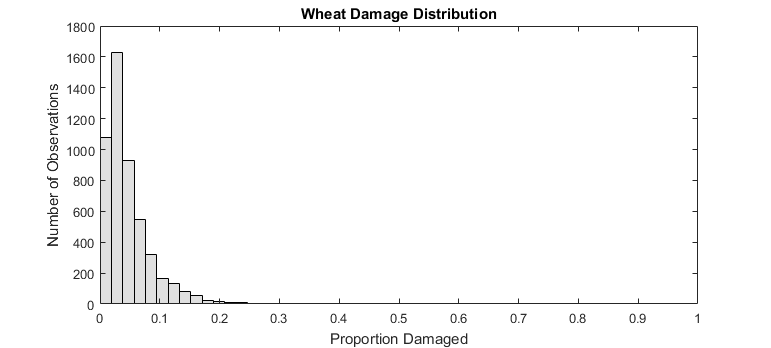 Wheat Damage Distribution
Number of Observations
1800
1600
1400
1200
1000
800
600
400
200
0
0 0.1 0.2 0.3 0.4 0.5 0.6 0.7 0.8 0.9 1
Proportion Damaged